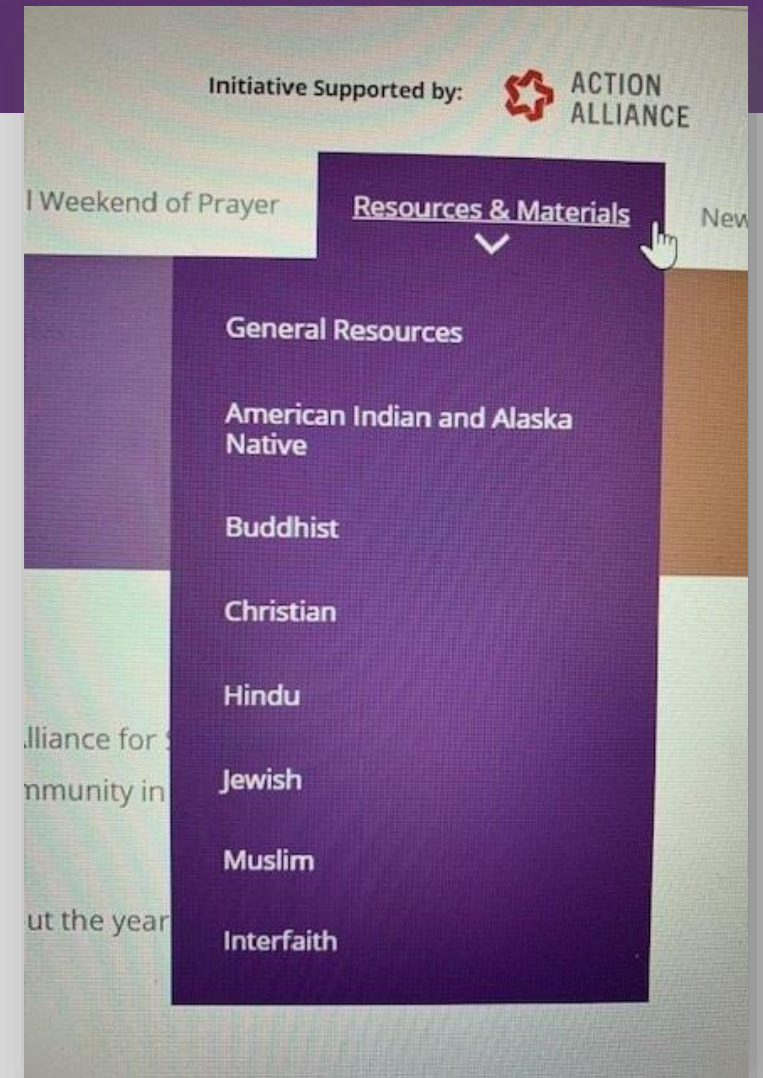 Initiative Supported by:
ACTION
ALLIANCE
l Weekend of Prayer
Resources & Materials
New
General Resources
American Indian and Alaska
Native
Buddhist
Christian
Hindu
Jewish
Muslim
Interfaith
lliance for
mmunity in
ut the year